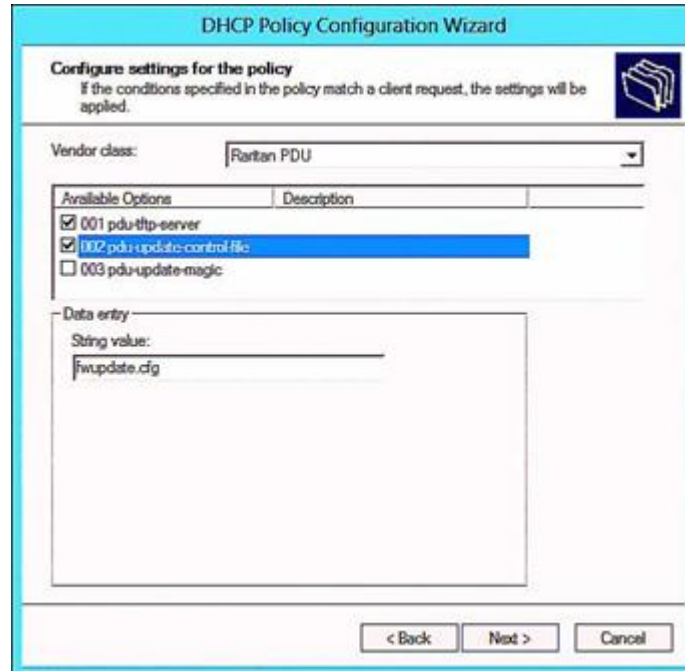 DHCP Policy Configuration Wizard
Configure settings for the policy
If the conditions specified in the policy match a client request, the settings will be
applied.
Vendor class:
Raritan PDU
Available Options
Description
001 pdu-tftp-server
002 pdu-update-control-file
003 pdu-update-magic
Data entry
String value:
fwupdate.cfg
< Back
Next >
Cancel